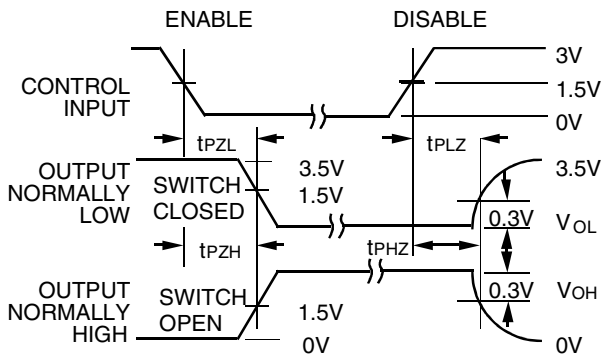 ENABLE DISABLE
CONTROL INPUT
3V
1.5V
0V
tPZL
tPLZ
OUTPUT NORMALLY LOW
SWITCH CLOSED
3.5V
1.5V
3.5V
0.3V
VOL
tPZH
tPHZ
OUTPUT NORMALLY HIGH
SWITCH OPEN
1.5V
0V
0.3V
VOH
0V